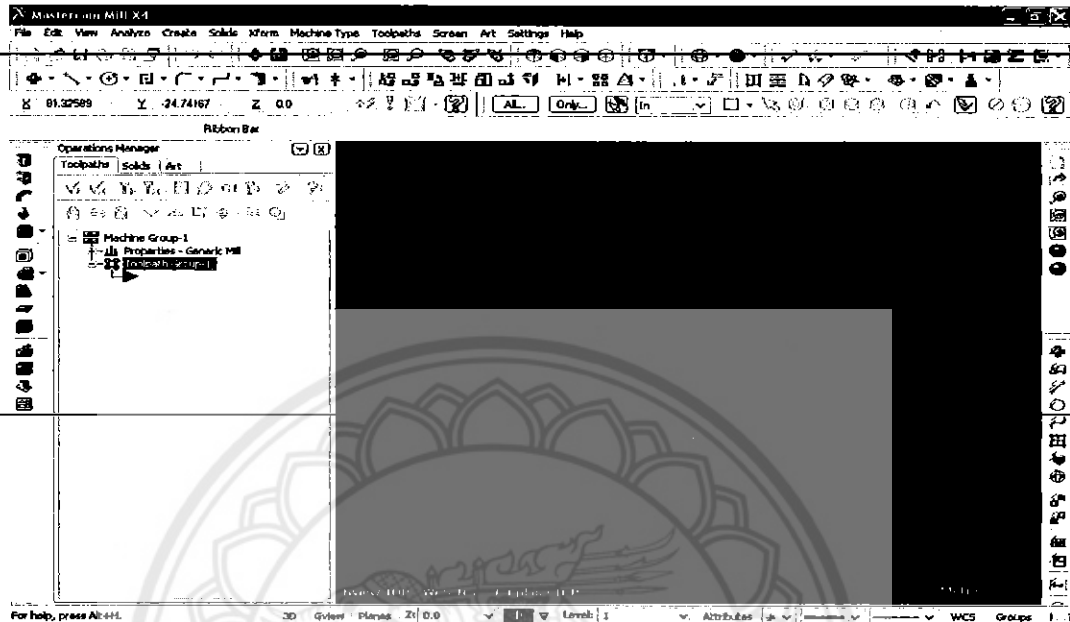 Mastercam Mill X4
File Edit View Analyze Create Solids Xform Machine Type Toolpaths Screen Art Settings Help
X 81.32589 Y -24.74167 Z 0.0 All... Only... In
Ribbon Bar
Operations Manager
Toolpaths Solids Art
Machine Group-1
Properties - Generic Mill
Toolpath Group-1
For help, press Alt+H. 3D Gview Planes Z: 0.0 Level: 1 Attributes WCS Groups